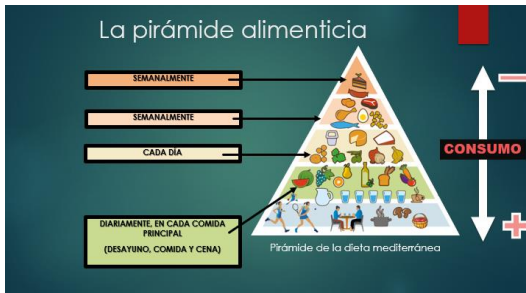 La pirámide alimenticia
SEMANALMENTE
SEMANALMENTE
CADA DÍA
DIARIAMENTE, EN CADA COMIDA
PRINCIPAL
(DESAYUNO, COMIDA Y CENA)
CONSUMO
Pirámide de la dieta mediterránea